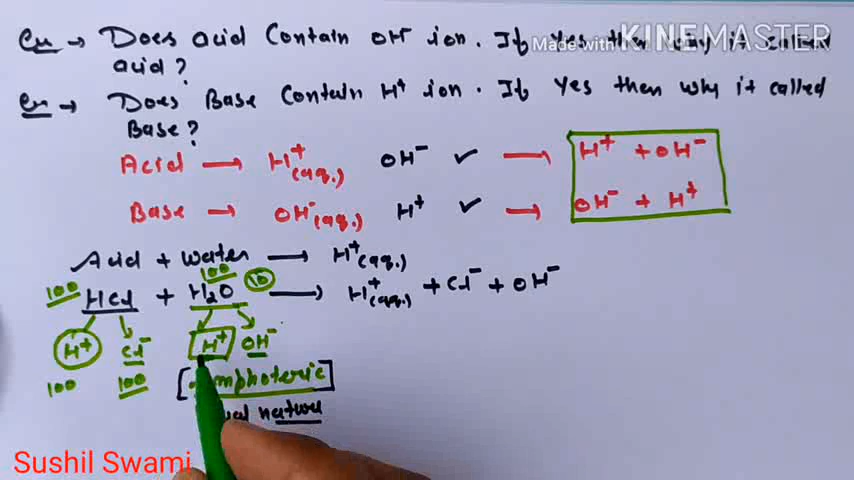 Made with KINEMASTER
Ex → Does acid Contain OH⁻ ion. If Yes then why it called
acid?
Ex → Does Base Contain H⁺ ion. If Yes then why it called
Base?
Acid → H⁺(aq.) OH⁻ ✓ → H⁺ + OH⁻
Base → OH⁻(aq.) H⁺ ✓ → OH⁻ + H⁺
Acid + Water → H⁺(aq.)
100 HCl + 100 H₂O 10 → H⁺(aq.) + Cl⁻ + OH⁻
H⁺ Cl⁻ H⁺ OH⁻
100 100 [Amphoteric]
nature
Sushil Swami